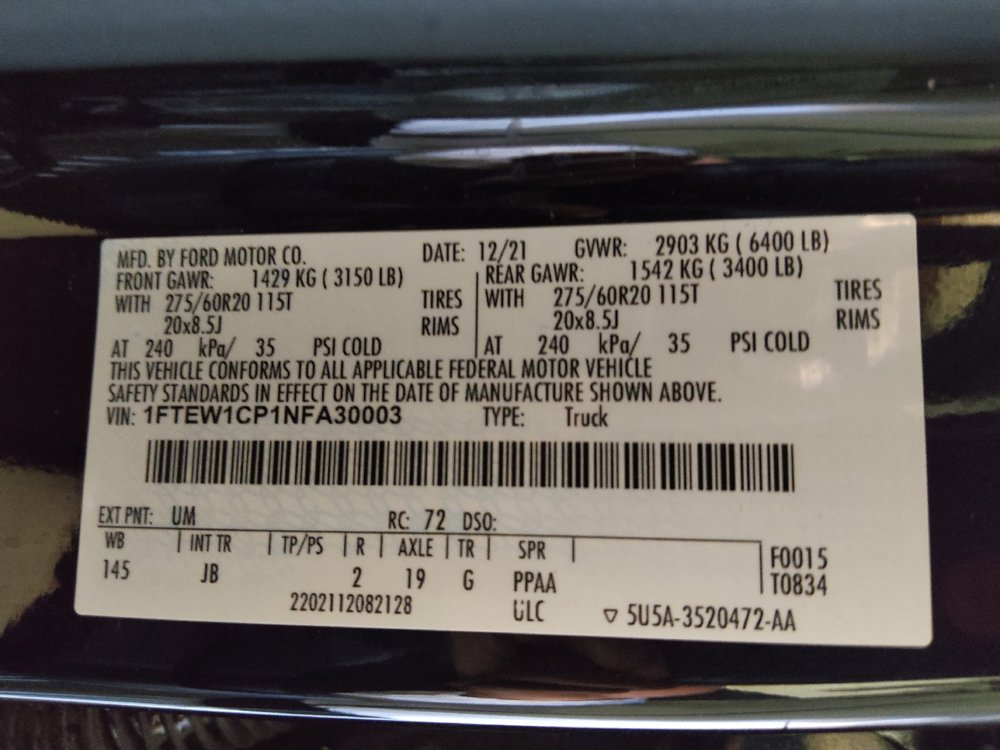 MFD. BY FORD MOTOR CO. DATE: 12/21 GVWR: 2903 KG ( 6400 LB)
FRONT GAWR: 1429 KG ( 3150 LB) REAR GAWR: 1542 KG ( 3400 LB)
WITH 275/60R20 115T TIRES WITH 275/60R20 115T TIRES
20x8.5J RIMS 20x8.5J RIMS
AT 240 kPa/ 35 PSI COLD AT 240 kPa/ 35 PSI COLD
THIS VEHICLE CONFORMS TO ALL APPLICABLE FEDERAL MOTOR VEHICLE
SAFETY STANDARDS IN EFFECT ON THE DATE OF MANUFACTURE SHOWN ABOVE.
VIN: 1FTEW1CP1NFA30003 TYPE: Truck
EXT PNT: UM RC: 72 DSO:
WB INT TR TP/PS R AXLE TR SPR F0015
145 JB 2 19 G PPAA T0834
2202112082128 ULC 5U5A-3520472-AA